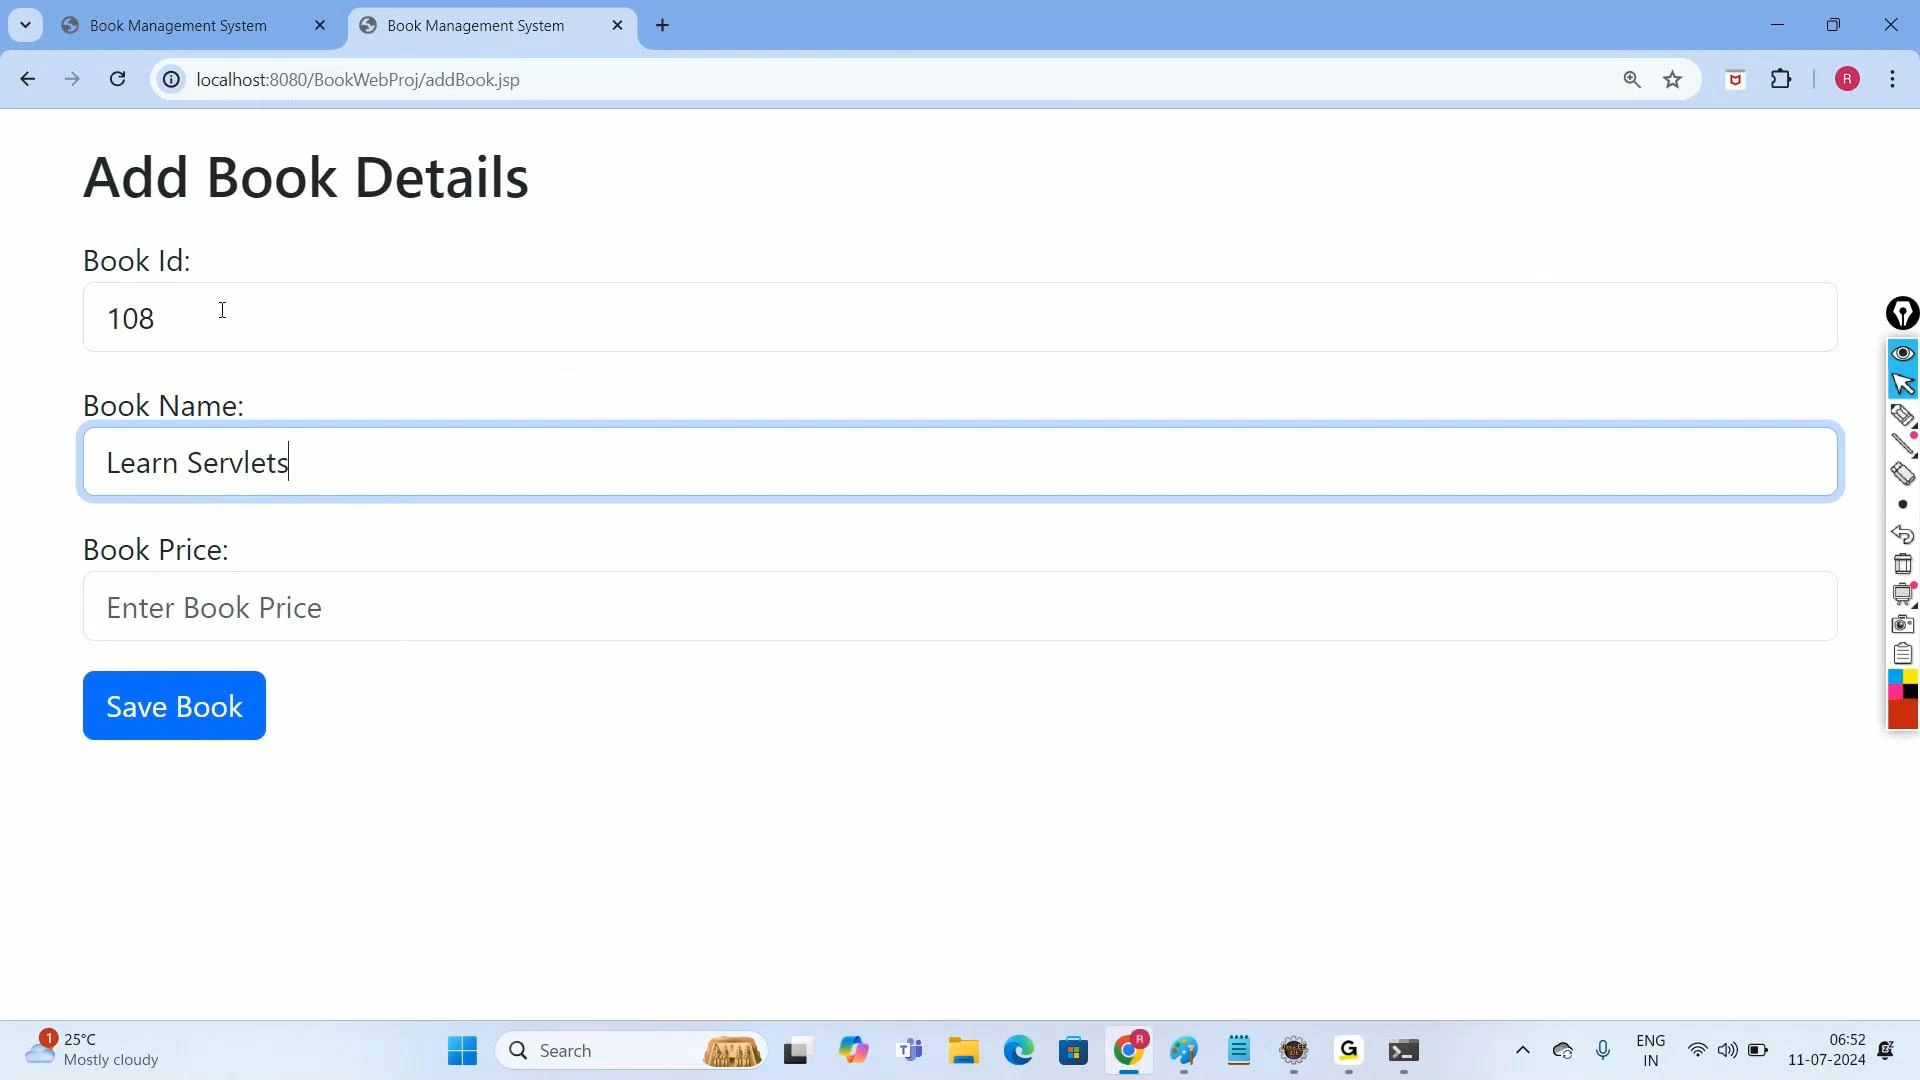 Book Management System
Book Management System
localhost:8080/BookWebProj/addBook.jsp
R
Add Book Details
Book Id:
108
Book Name:
Learn Servlets
Book Price:
Enter Book Price
Save Book
1
25°C
Mostly cloudy
Search
R
G
ENG
IN
06:52
11-07-2024